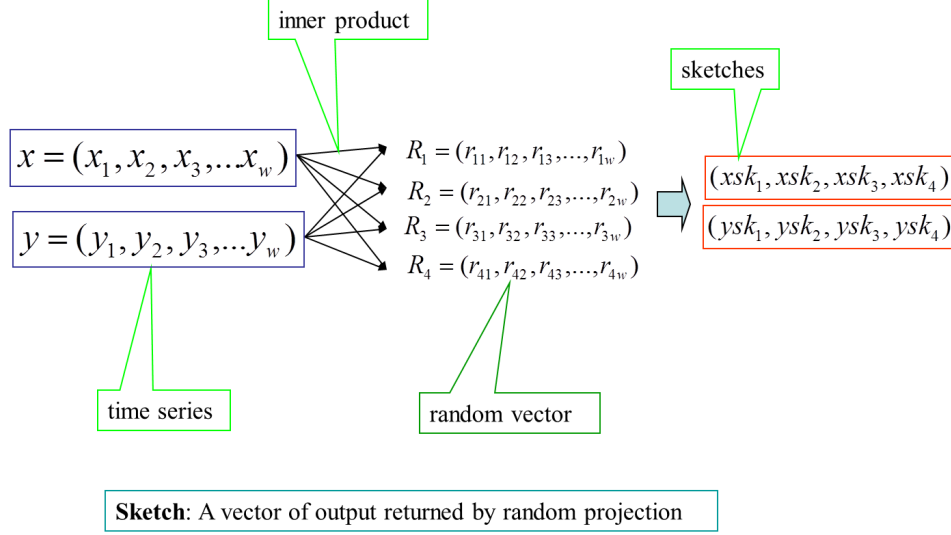 inner product
sketches
x = (x₁, x₂, x₃,...x_w)
y = (y₁, y₂, y₃,...y_w)
R₁ = (r₁₁, r₁₂, r₁₃,..., r₁w)
R₂ = (r₂₁, r₂₂, r₂₃,..., r₂w)
R₃ = (r₃₁, r₃₂, r₃₃,..., r₃w)
R₄ = (r₄₁, r₄₂, r₄₃,..., r₄w)
(xsk₁, xsk₂, xsk₃, xsk₄)
(ysk₁, ysk₂, ysk₃, ysk₄)
time series
random vector
Sketch: A vector of output returned by random projection